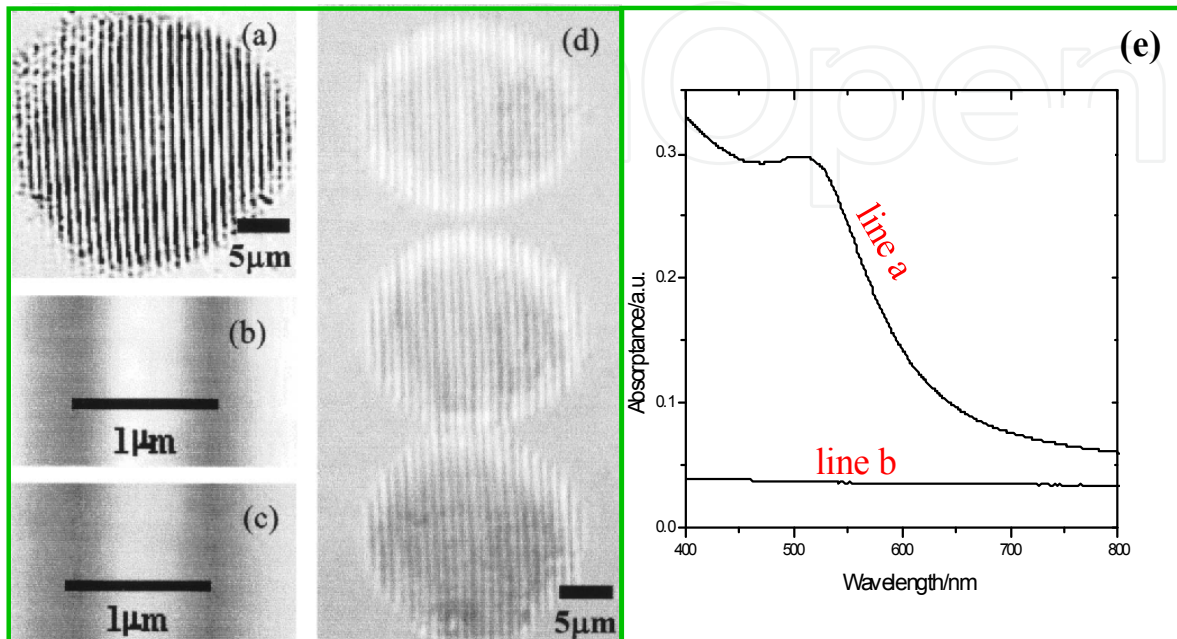 (a)
5µm
(b)
1µm
(c)
1µm
(d)
5µm
Open
(e)
Absorptance/a.u.
0.3
0.2
0.1
0.0
line a
line b
400
500
600
700
800
Wavelength/nm